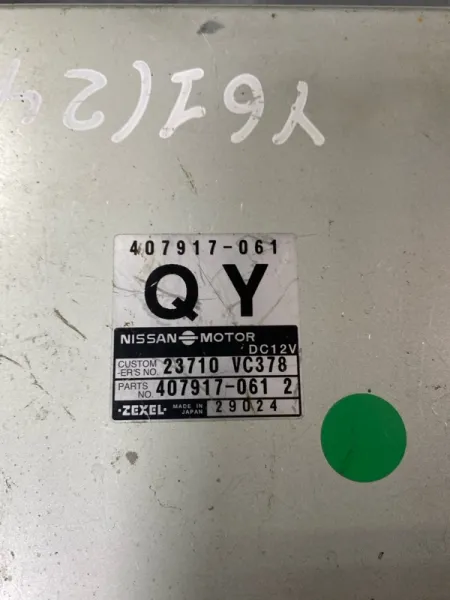 Y61(24
407917-061
QY
NISSAN MOTOR
DC12V
CUSTOM -ER'S NO. 23710 VC378
PARTS NO. 407917-061 2
·ZEXEL· MADE IN JAPAN 29024